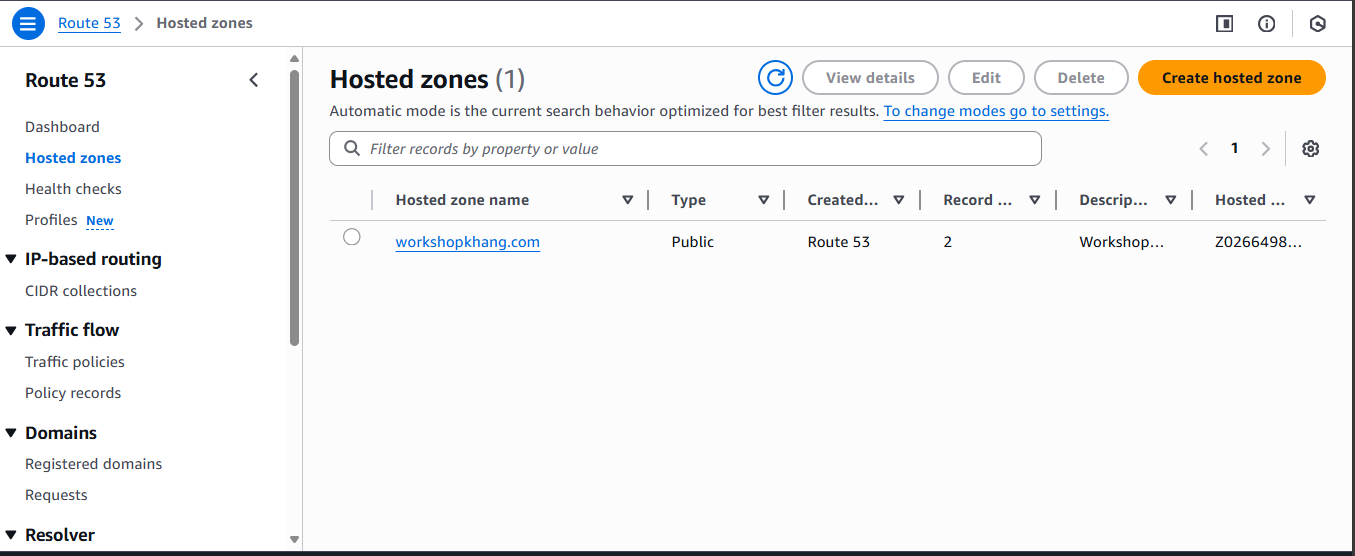 Route 53 > Hosted zones
Route 53
Dashboard
Hosted zones
Health checks
Profiles New
IP-based routing
CIDR collections
Traffic flow
Traffic policies
Policy records
Domains
Registered domains
Requests
Resolver
Hosted zones (1)
View details
Edit
Delete
Create hosted zone
Automatic mode is the current search behavior optimized for best filter results. To change modes go to settings.
Filter records by property or value
1
Hosted zone name Type Created... Record ... Descrip... Hosted ...
workshopkhang.com Public Route 53 2 Workshop... Z0266498...